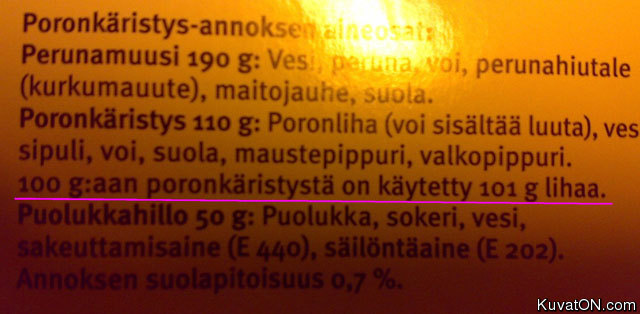 Poronkäristys-annoksen aineosat:
Perunamuusi 190 g: Vesi, peruna, voi, perunahiutale
(kurkumauute), maitojauhe, suola.
Poronkäristys 110 g: Poronliha (voi sisältää luuta), ves
sipuli, voi, suola, maustepippuri, valkopippuri.
100 g:aan poronkäristystä on käytetty 101 g lihaa.
Puolukkahillo 50 g: Puolukka, sokeri, vesi,
sakeuttamisaine (E 440), säilöntäaine (E 202).
Annoksen suolapitoisuus 0,7 %.
KuvatON.com